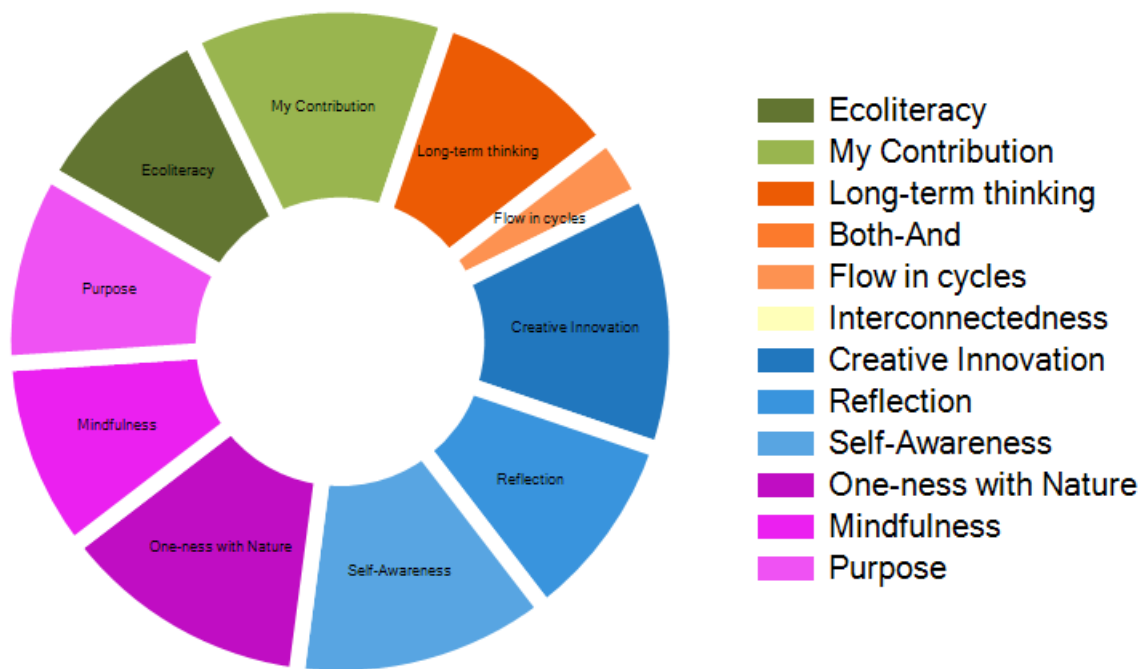 My Contribution
Long-term thinking
Ecoliteracy
Flow in cycles
Purpose
Creative Innovation
Mindfulness
Reflection
One-ness with Nature
Self-Awareness
Ecoliteracy
My Contribution
Long-term thinking
Both-And
Flow in cycles
Interconnectedness
Creative Innovation
Reflection
Self-Awareness
One-ness with Nature
Mindfulness
Purpose